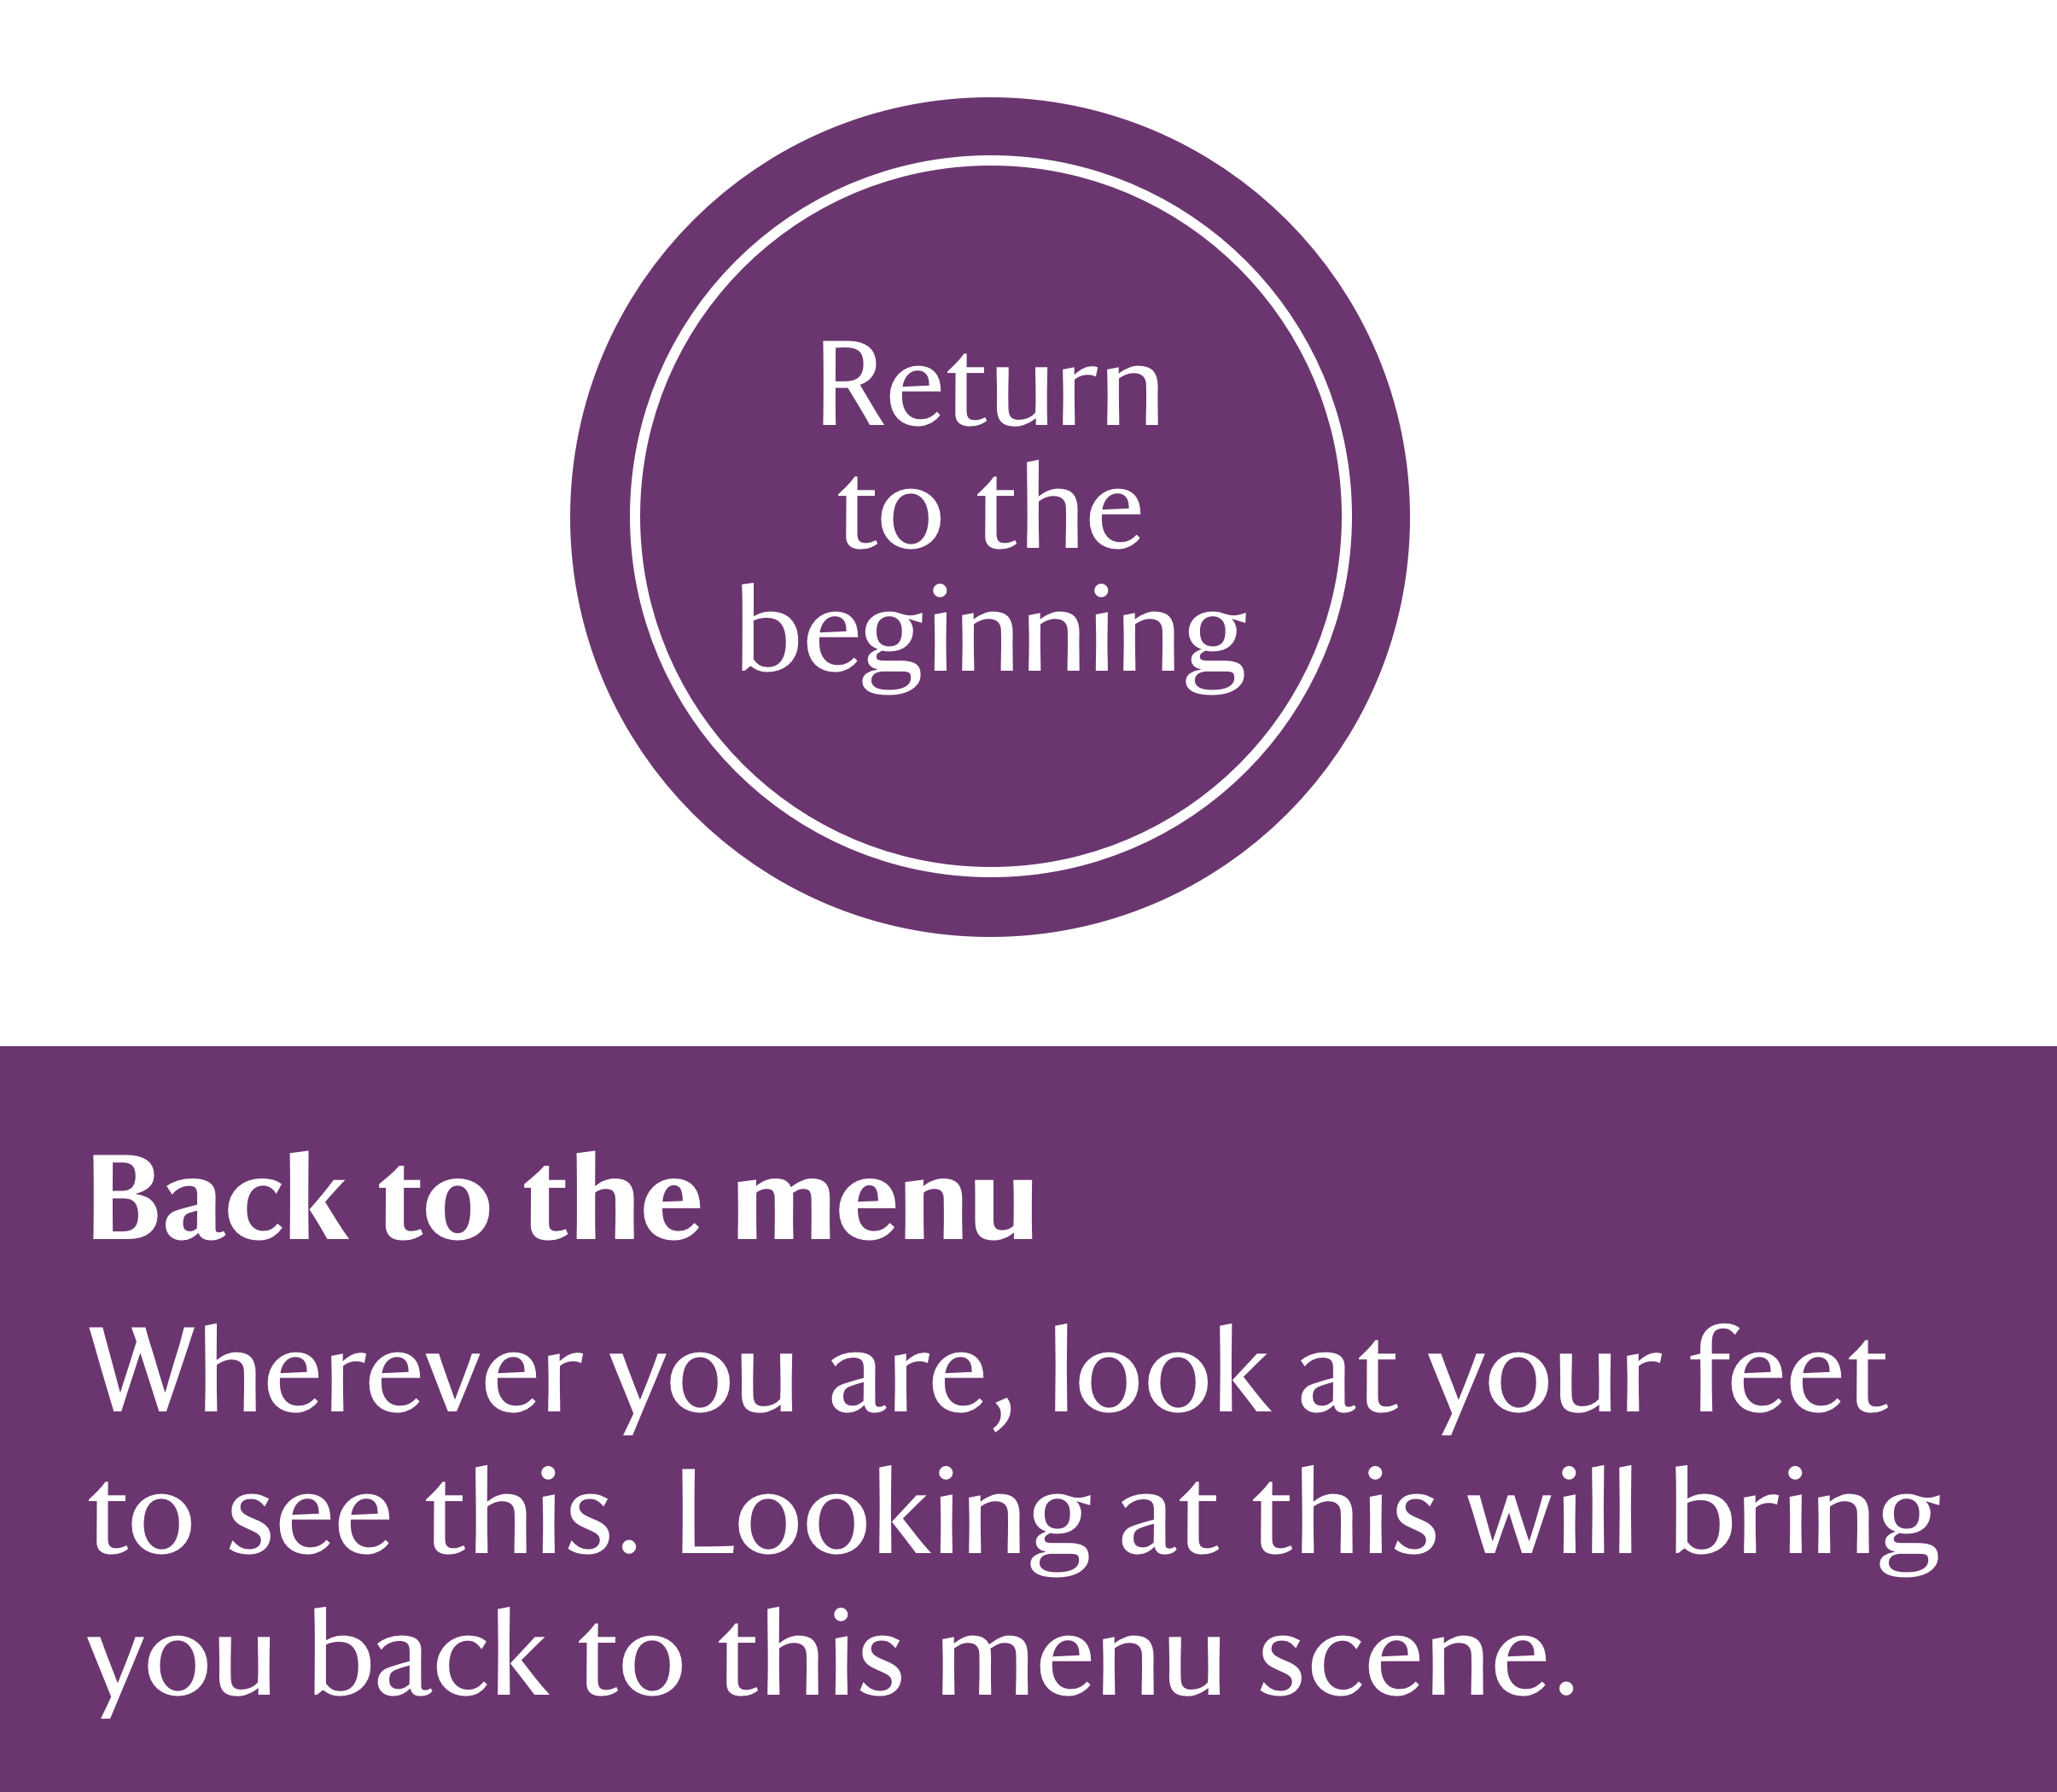 Return
to the
beginning
Back to the menu
Wherever you are, look at your feet
to see this. Looking at this will bring
you back to this menu scene.